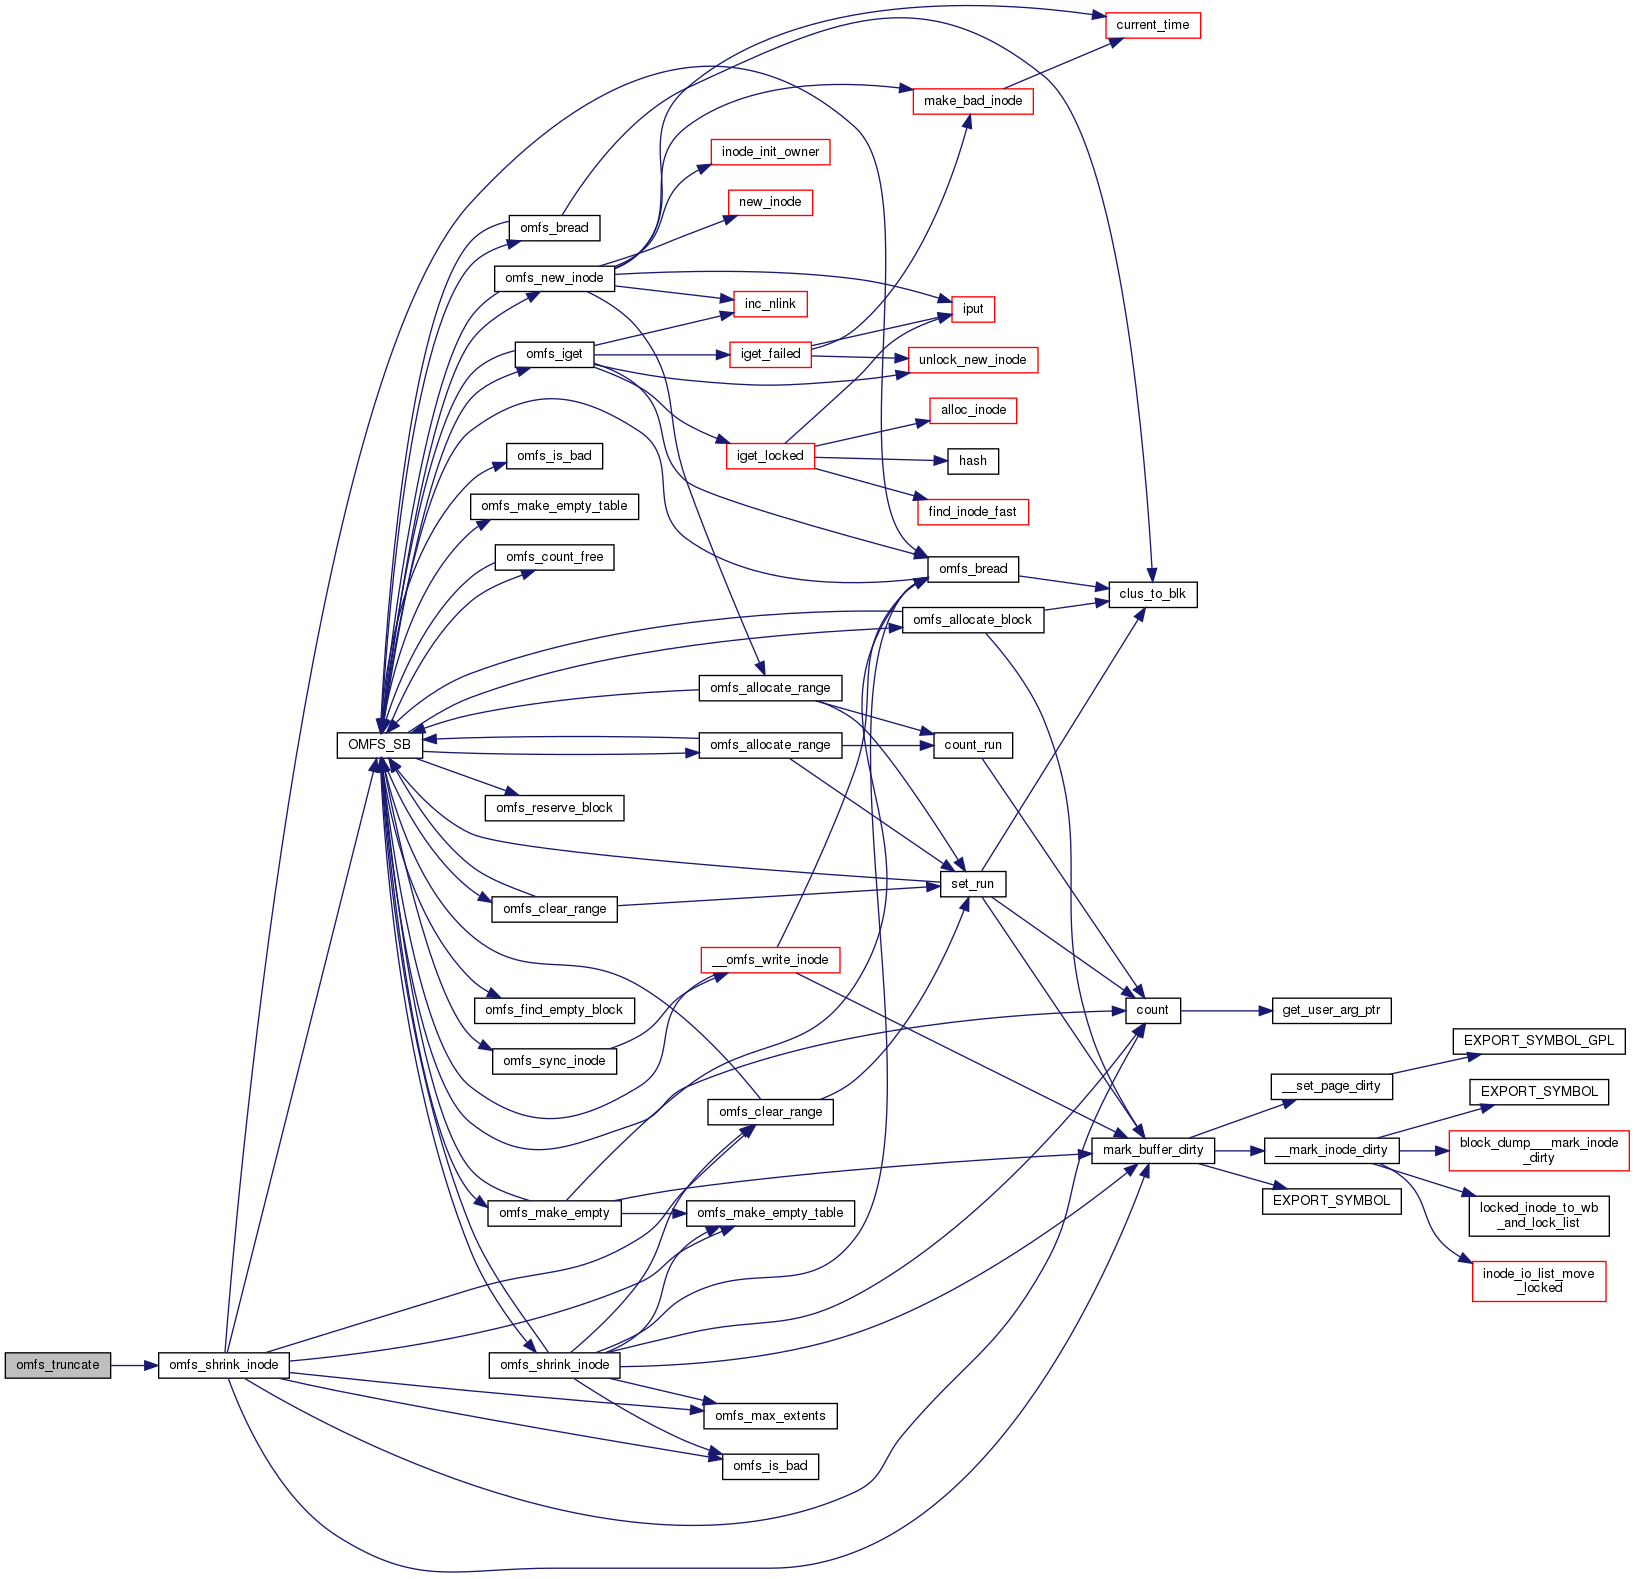 current_time
make_bad_inode
inode_init_owner
new_inode
omfs_bread
omfs_new_inode
inc_nlink
iput
omfs_iget
iget_failed
unlock_new_inode
alloc_inode
omfs_is_bad
iget_locked
hash
omfs_make_empty_table
find_inode_fast
omfs_count_free
omfs_bread
clus_to_blk
omfs_allocate_block
omfs_allocate_range
OMFS_SB
omfs_allocate_range
count_run
omfs_reserve_block
set_run
omfs_clear_range
__omfs_write_inode
omfs_find_empty_block
count
get_user_arg_ptr
omfs_sync_inode
EXPORT_SYMBOL_GPL
__set_page_dirty
EXPORT_SYMBOL
omfs_clear_range
mark_buffer_dirty
__mark_inode_dirty
block_dump___mark_inode
_dirty
omfs_make_empty
omfs_make_empty_table
EXPORT_SYMBOL
locked_inode_to_wb
_and_lock_list
inode_io_list_move
_locked
omfs_truncate
omfs_shrink_inode
omfs_shrink_inode
omfs_max_extents
omfs_is_bad